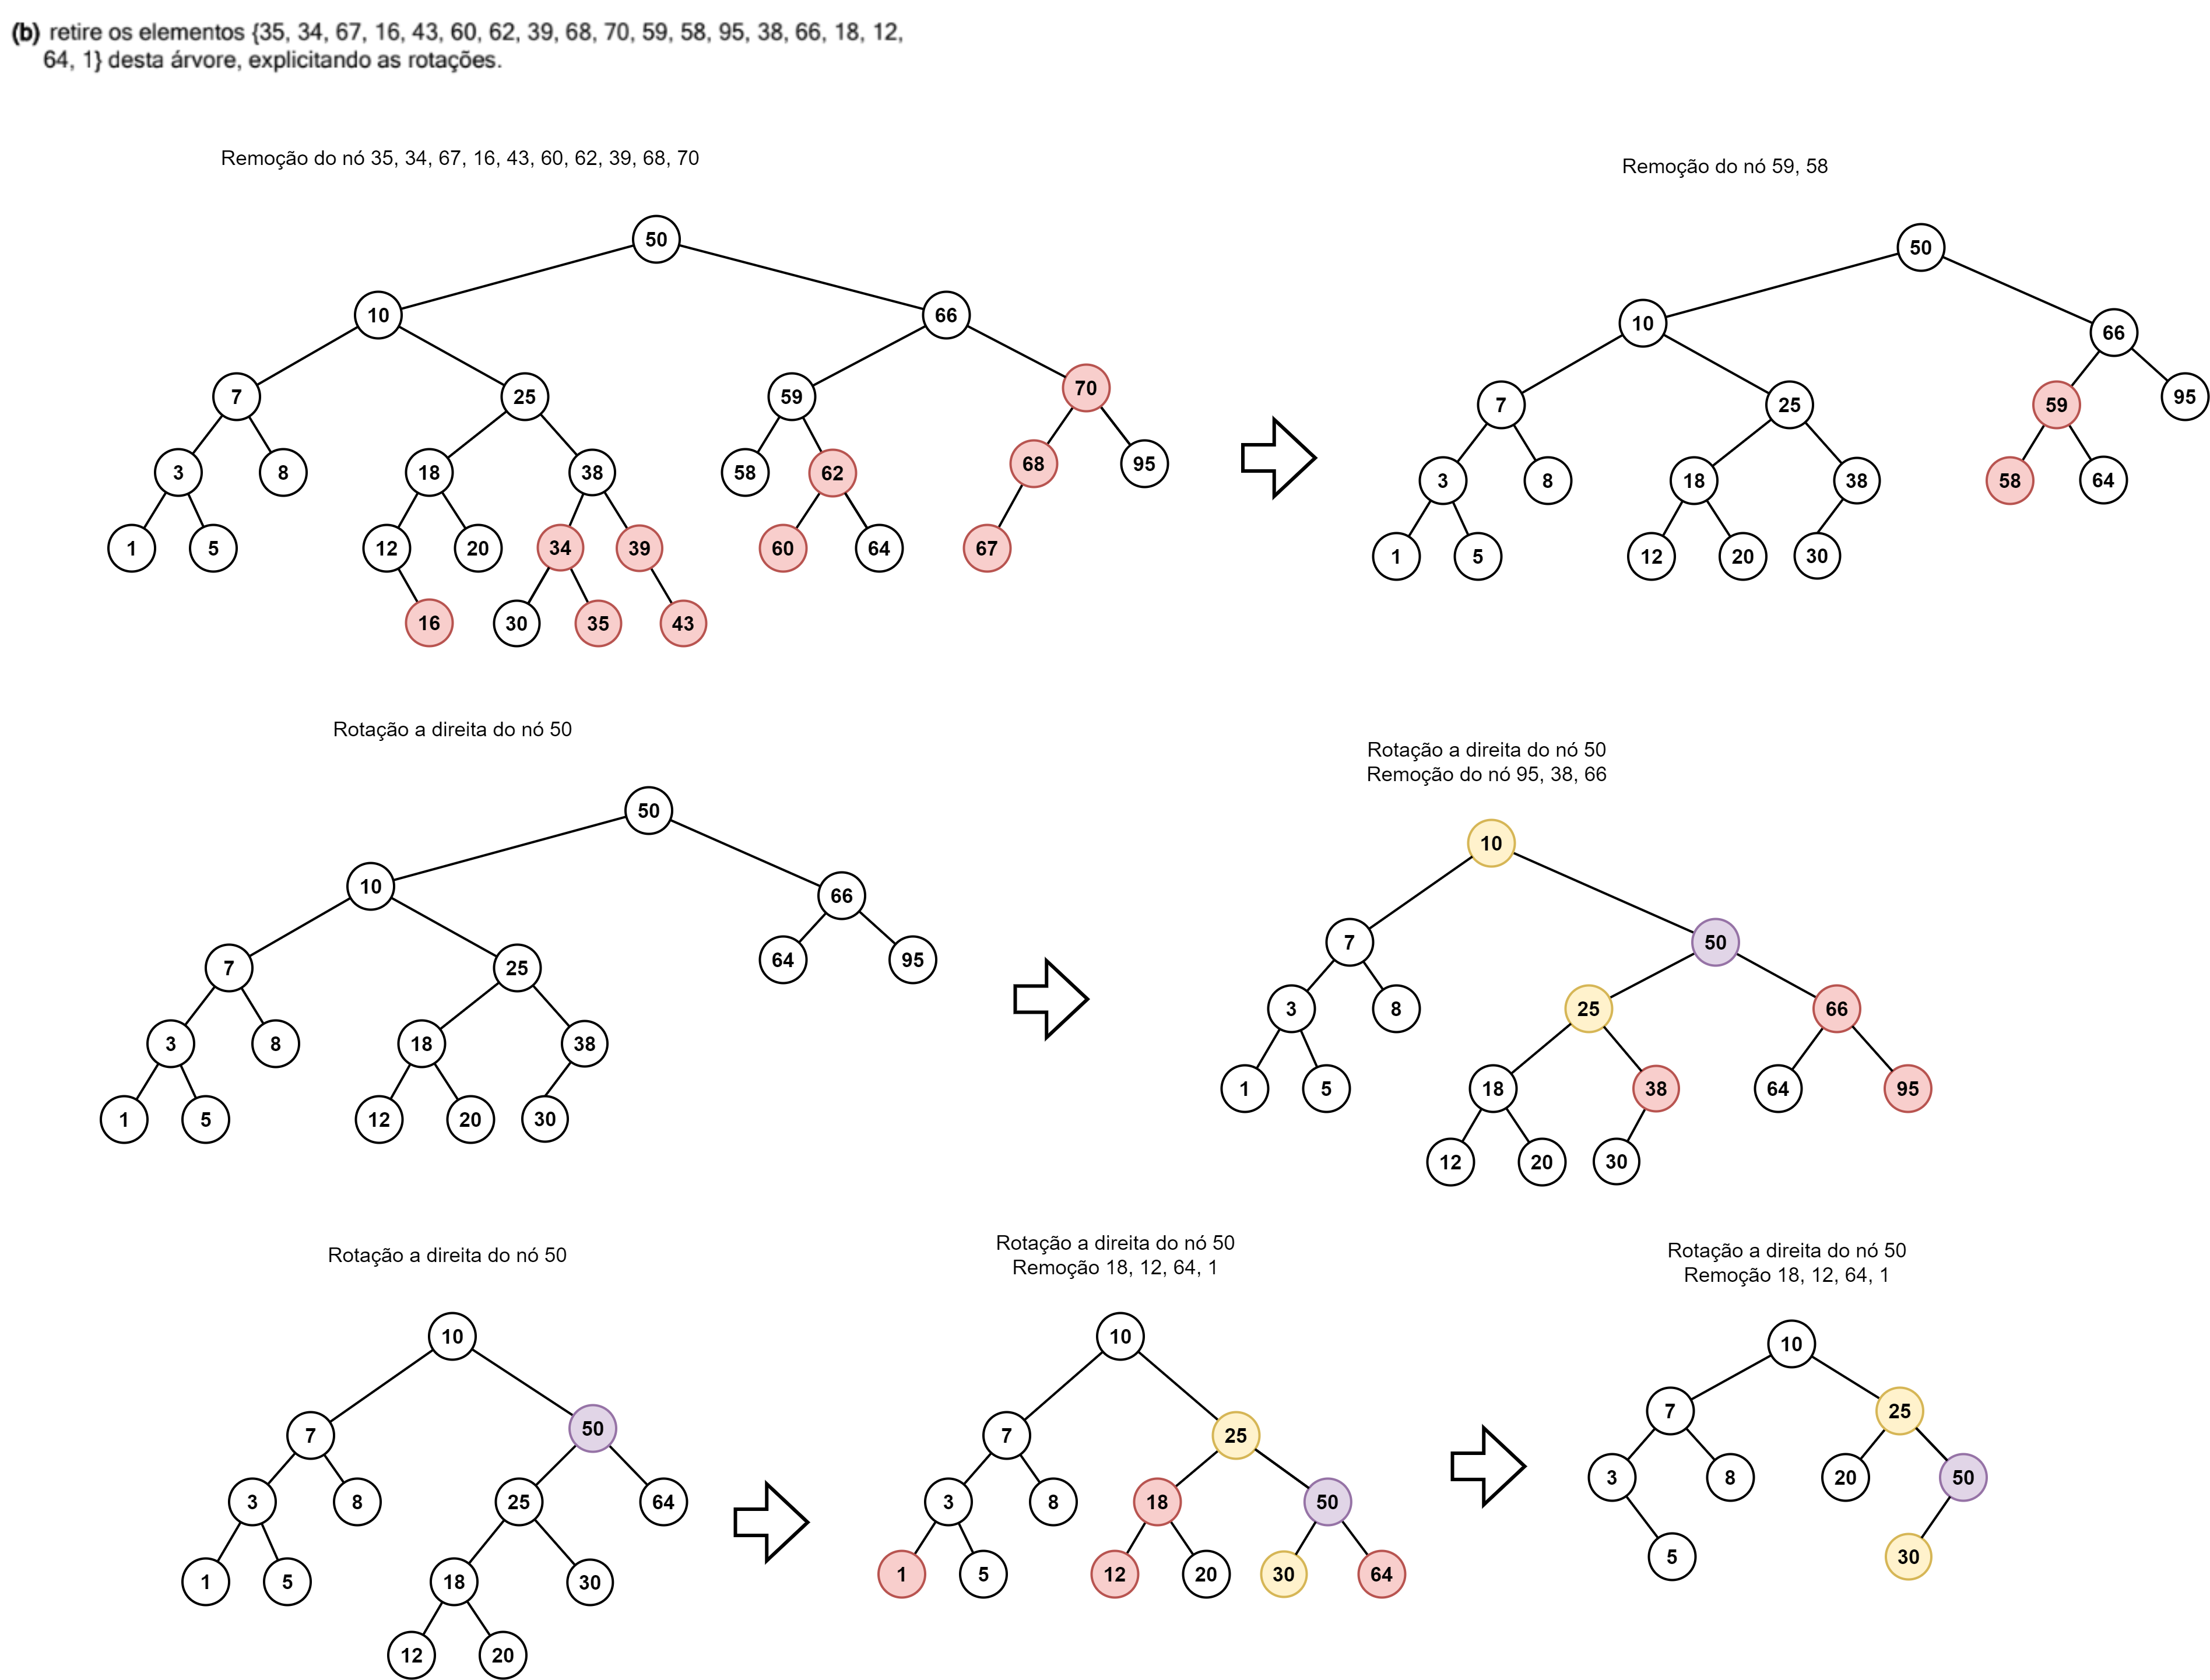 (b) retire os elementos {35, 34, 67, 16, 43, 60, 62, 39, 68, 70, 59, 58, 95, 38, 66, 18, 12,
64, 1} desta árvore, explicitando as rotações.
Remoção do nó 35, 34, 67, 16, 43, 60, 62, 39, 68, 70
50
10 66
7 25 59 70
3 8 18 38 58 62 68 95
1 5 12 20 34 39 60 64 67
16 30 35 43
Remoção do nó 59, 58
50
10 66
7 25 59 95
3 8 18 38 58 64
1 5 12 20 30
Rotação a direita do nó 50
50
10 66
7 25 64 95
3 8 18 38
1 5 12 20 30
Rotação a direita do nó 50
Remoção do nó 95, 38, 66
10
7 50
3 8 25 66
1 5 18 38 64 95
12 20 30
Rotação a direita do nó 50
10
7 50
3 8 25 64
1 5 18 30
12 20
Rotação a direita do nó 50
Remoção 18, 12, 64, 1
10
7 25
3 8 18 50
1 5 12 20 30 64
Rotação a direita do nó 50
Remoção 18, 12, 64, 1
10
7 25
3 8 20 50
5 30